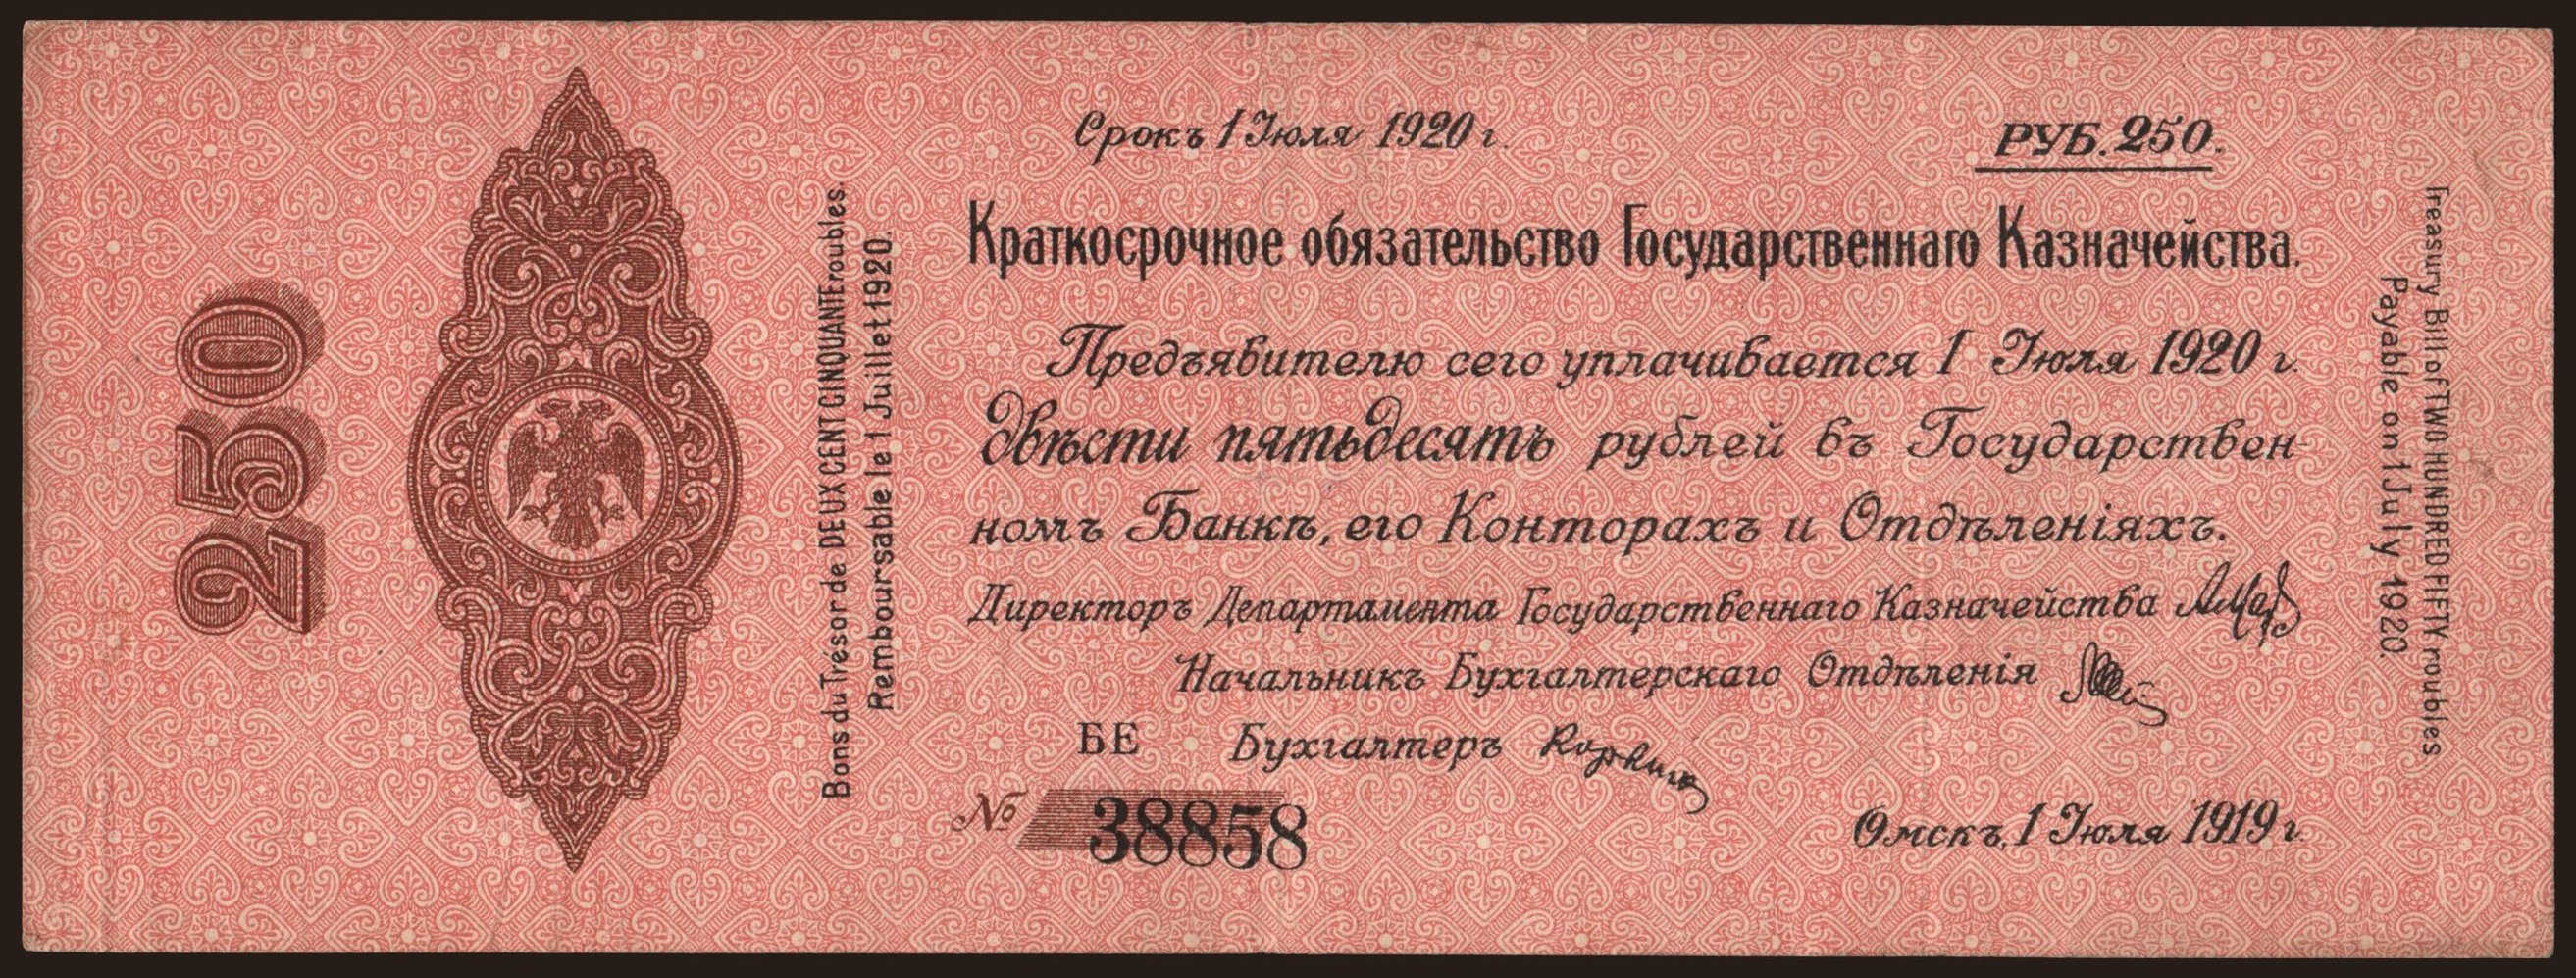 250
Bons du Trésor de DEUX CENT CINQUANTE roubles.
Remboursable le 1 Juillet 1920.
Срокъ 1 Июля 1920 г.
РУБ. 250.
Краткосрочное обязательство Государственнаго Казначейства.
Предъявителю сего уплачивается 1 Июля 1920 г.
Двѣсти пятьдесятъ рублей въ Государствен-
номъ Банкѣ, его Конторахъ и Отдѣленіяхъ.
Директоръ Департамента Государственнаго Казначейства
Начальникъ Бухгалтерскаго Отдѣленія
БЕ Бухгалтеръ
№ 38858
Омскъ, 1 Июля 1919 г.
Treasury Bill of TWO HUNDRED FIFTY roubles
Payable on 1 July 1920.